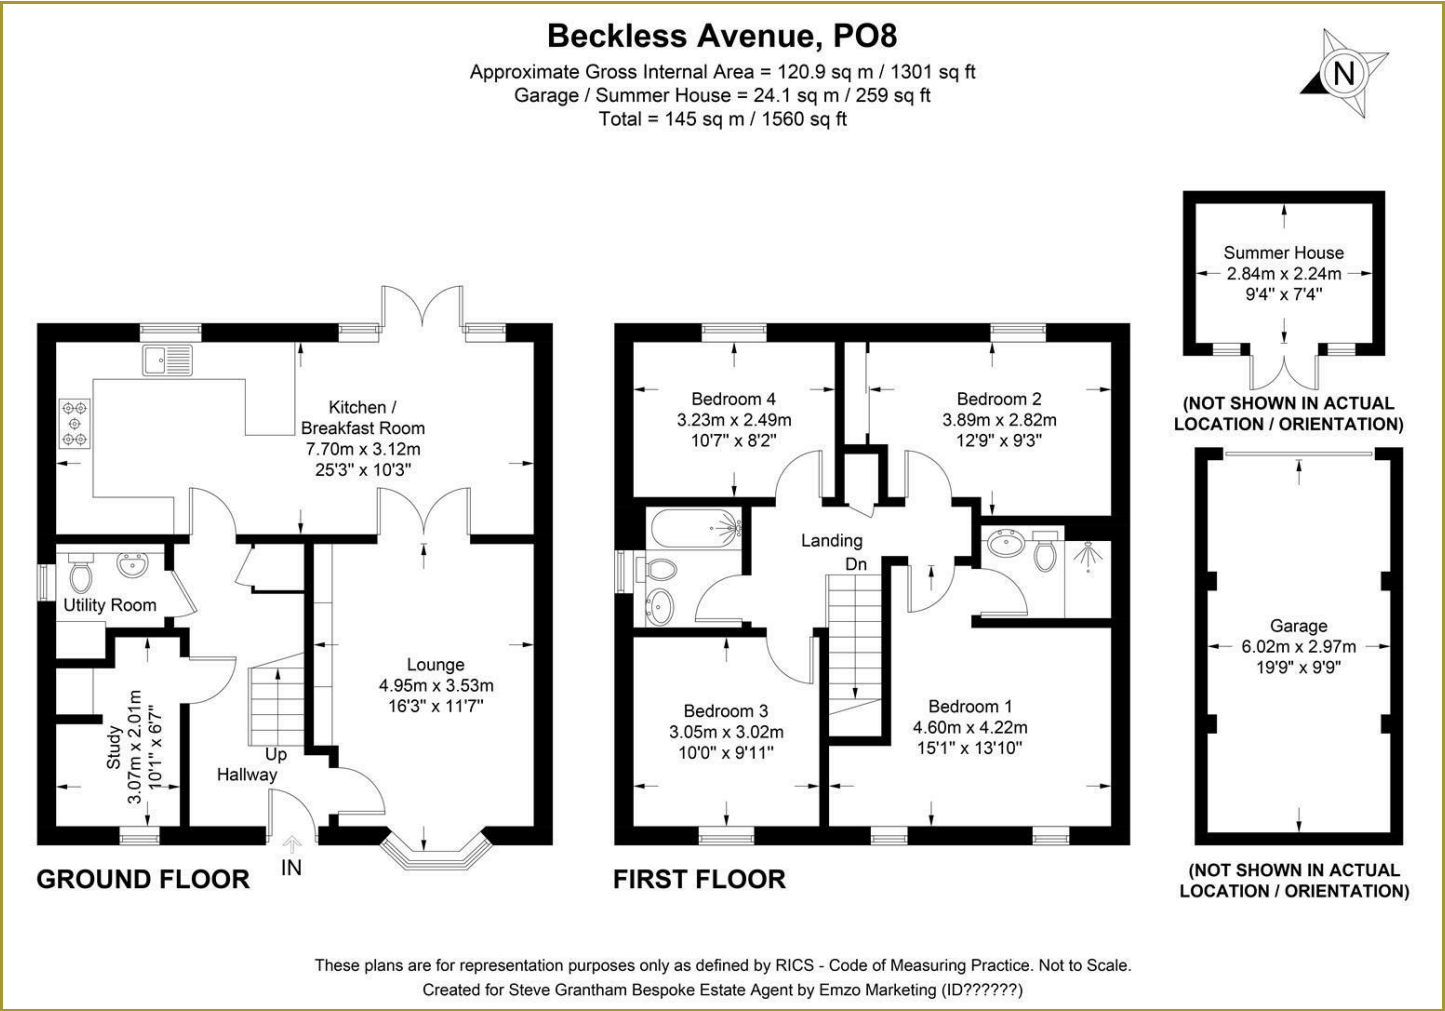 Beckless Avenue, PO8
Approximate Gross Internal Area = 120.9 sq m / 1301 sq ft
Garage / Summer House = 24.1 sq m / 259 sq ft
Total = 145 sq m / 1560 sq ft
N
Kitchen /
Breakfast Room
7.70m x 3.12m
25'3" x 10'3"
Utility Room
Study
3.07m x 2.01m
10'1" x 6'7"
Up
Hallway
Lounge
4.95m x 3.53m
16'3" x 11'7"
IN
GROUND FLOOR
Bedroom 4
3.23m x 2.49m
10'7" x 8'2"
Bedroom 2
3.89m x 2.82m
12'9" x 9'3"
Landing
Dn
Bedroom 3
3.05m x 3.02m
10'0" x 9'11"
Bedroom 1
4.60m x 4.22m
15'1" x 13'10"
FIRST FLOOR
Summer House
2.84m x 2.24m
9'4" x 7'4"
(NOT SHOWN IN ACTUAL
LOCATION / ORIENTATION)
Garage
6.02m x 2.97m
19'9" x 9'9"
(NOT SHOWN IN ACTUAL
LOCATION / ORIENTATION)
These plans are for representation purposes only as defined by RICS - Code of Measuring Practice. Not to Scale.
Created for Steve Grantham Bespoke Estate Agent by Emzo Marketing (ID??????)